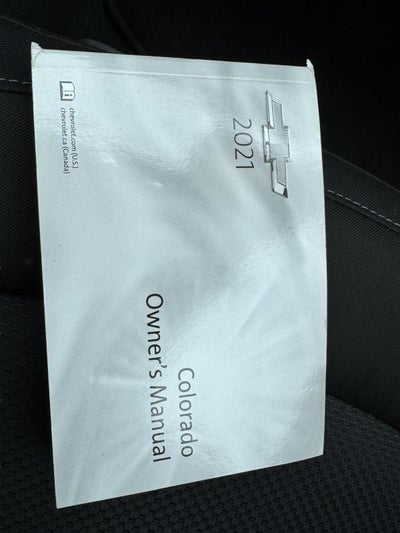 2021
Colorado
Owner's Manual
chevrolet.com (U.S.)
chevrolet.ca (Canada)